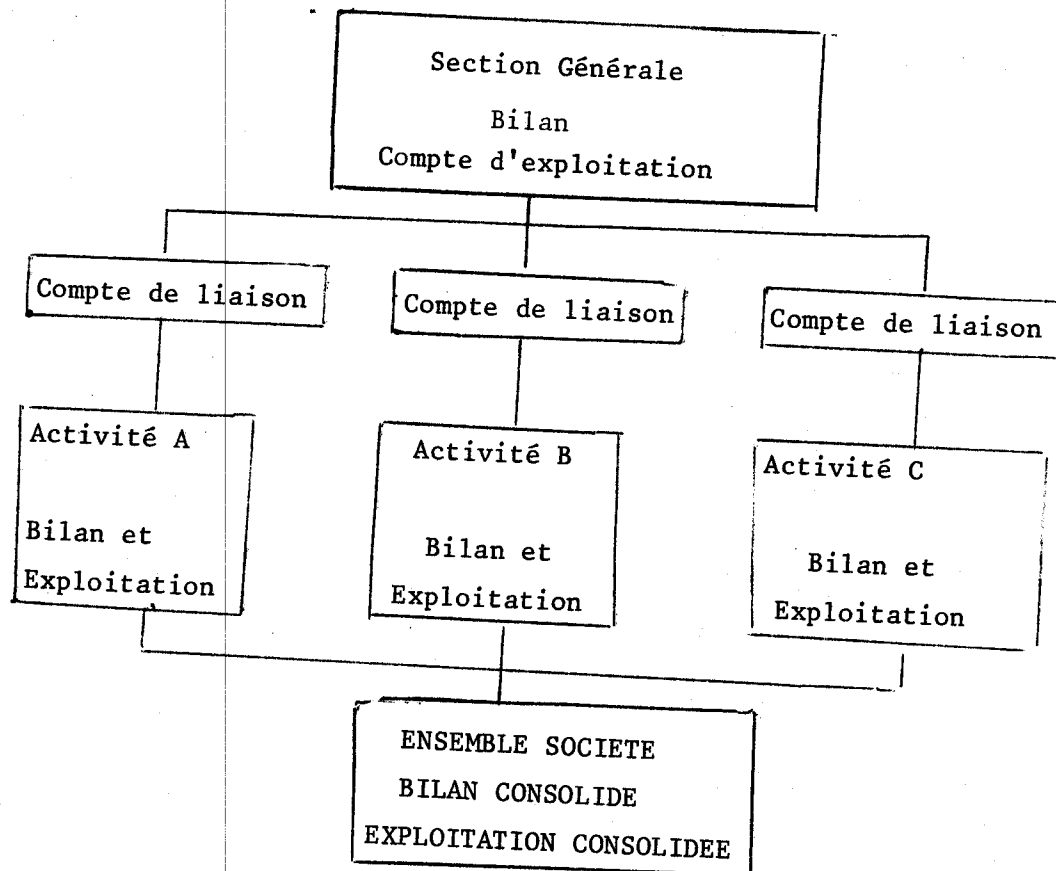 Section Générale
Bilan
Compte d'exploitation
Compte de liaison
Compte de liaison
Compte de liaison
Activité A
Bilan et
Exploitation
Activité B
Bilan et
Exploitation
Activité C
Bilan et
Exploitation
ENSEMBLE SOCIETE
BILAN CONSOLIDE
EXPLOITATION CONSOLIDEE